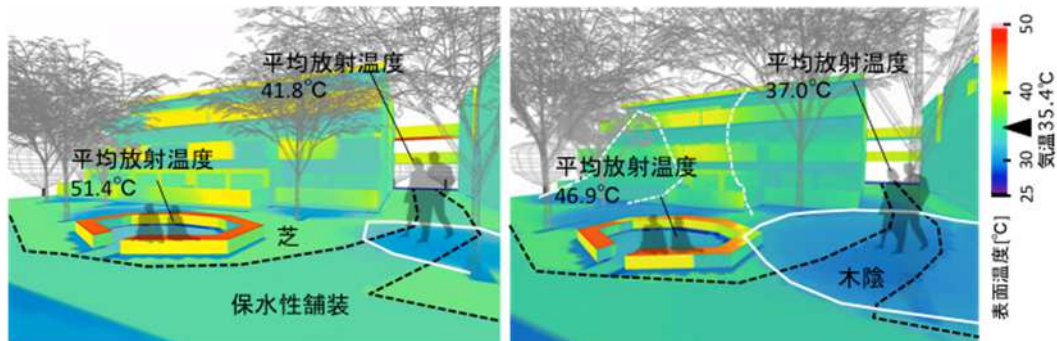 平均放射温度
41.8℃
平均放射温度
51.4℃
芝
保水性舗装
平均放射温度
37.0℃
平均放射温度
46.9℃
木陰
50
40
30
25
気温35.4℃
表面温度[℃]